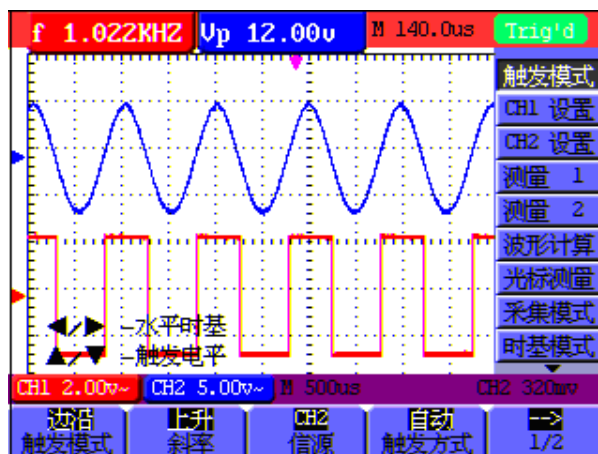 f 1.022KHZ Vp 12.00v M 140.0us Trig'd
触发模式
CH1 设置
CH2 设置
测量 1
测量 2
波形计算
光标测量
采集模式
时基模式
◀/▶ -水平时基
▲/▼ -触发电平
CH1 2.00v~ CH2 5.00v~ M 500us CH2 320mv
边沿 上升 CH2 自动 -->
触发模式 斜率 信源 触发方式 1/2